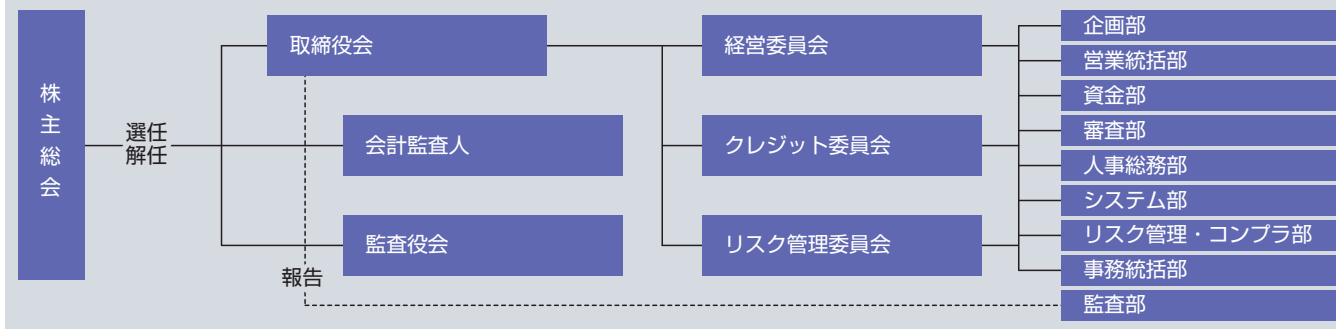 株主総会
選任
解任
取締役会
会計監査人
監査役会
報告
経営委員会
クレジット委員会
リスク管理委員会
企画部
営業統括部
資金部
審査部
人事総務部
システム部
リスク管理・コンプラ部
事務統括部
監査部